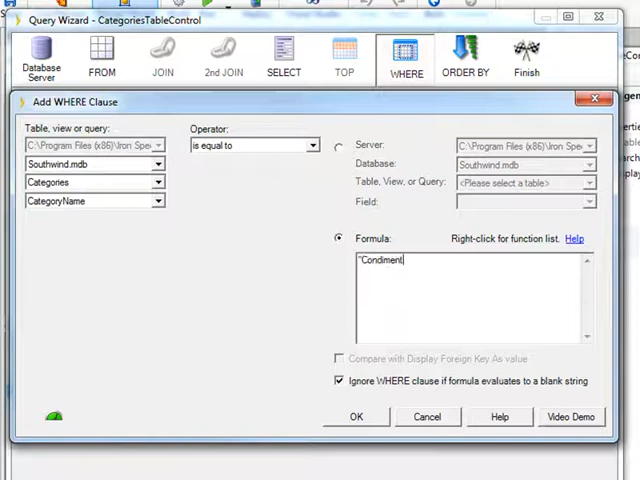 Query Wizard - CategoriesTableControl
Database Server
FROM
JOIN
2nd JOIN
SELECT
TOP
WHERE
ORDER BY
Finish
Add WHERE Clause
Table, view or query:
Operator:
C:\Program Files (x86)\Iron Spe
is equal to
Server:
C:\Program Files (x86)\Iron Spe
Southwind.mdb
Database:
Southwind.mdb
Categories
Table, View, or Query:
<Please select a table>
CategoryName
Field:
Formula:
Right-click for function list.
Help
"Condiment
Compare with Display Foreign Key As value
Ignore WHERE clause if formula evaluates to a blank string
OK
Cancel
Help
Video Demo